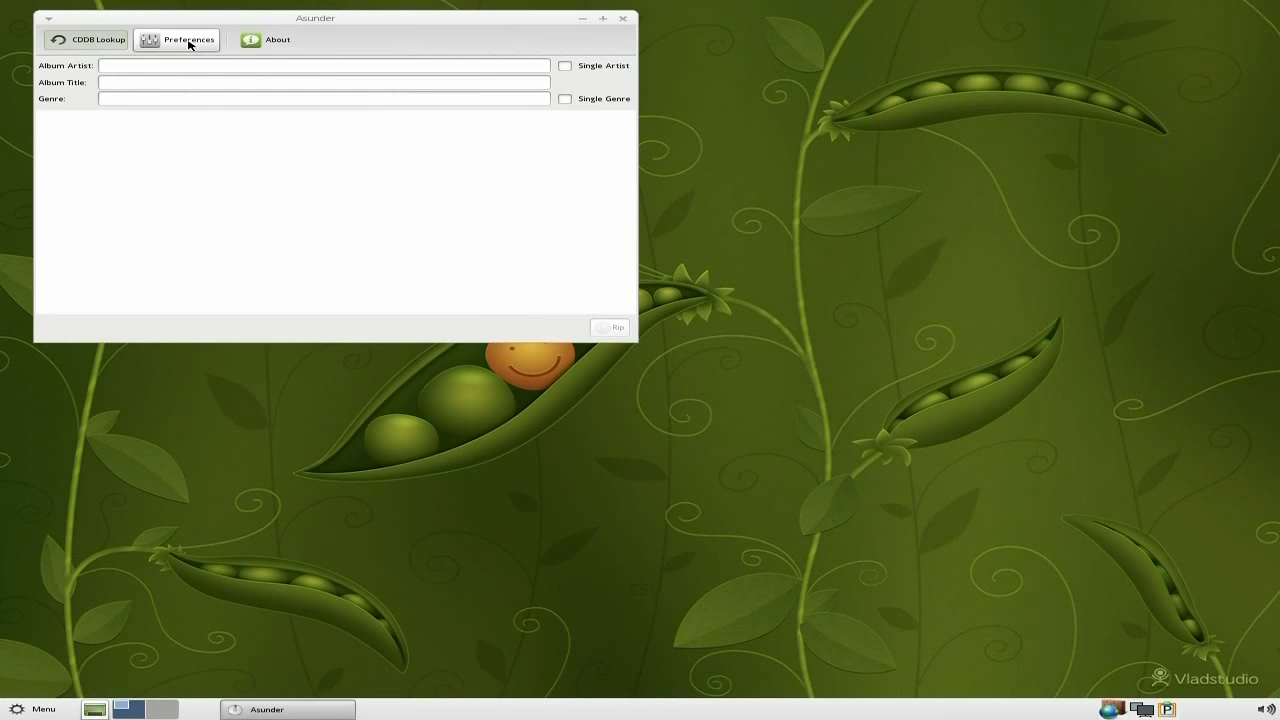 Asunder
CDDB Lookup Preferences About
Album Artist: Single Artist
Album Title:
Genre: Single Genre
Rip
Vladstudio
Menu Asunder P